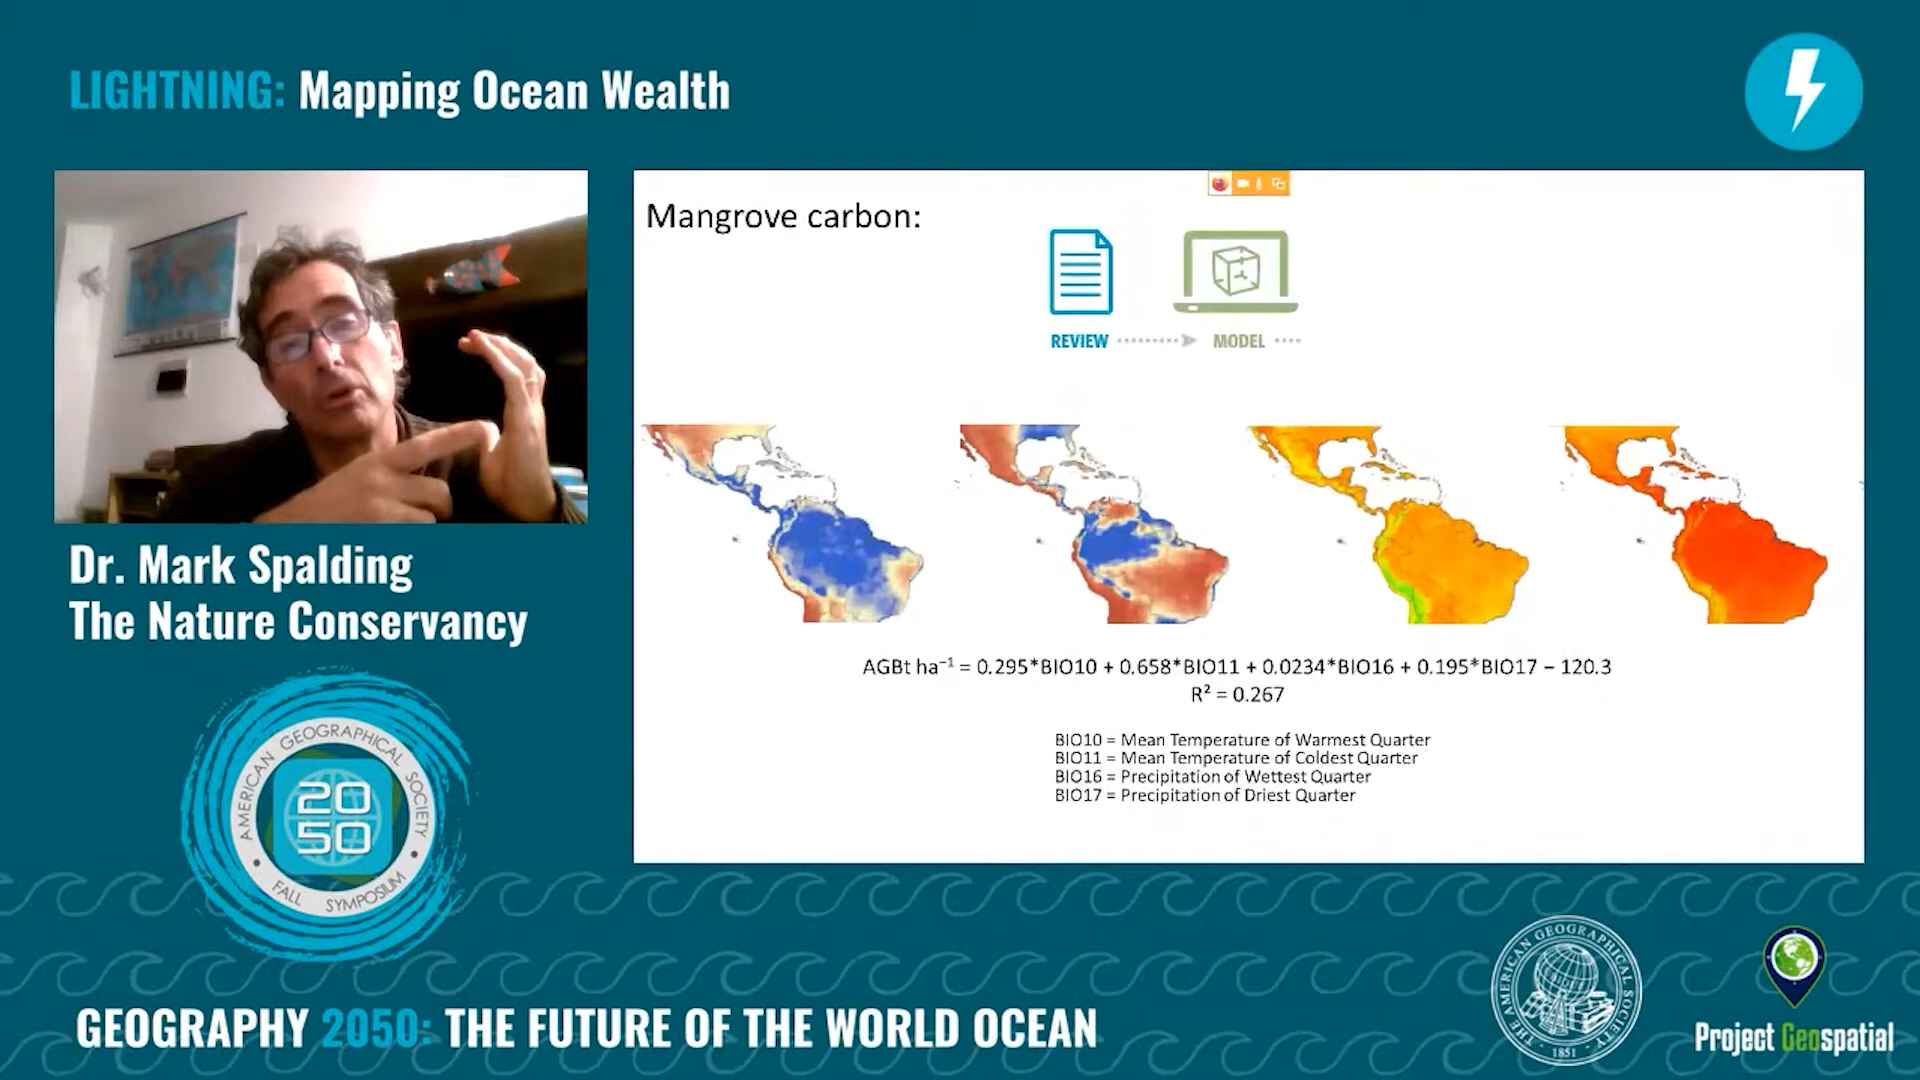 LIGHTNING: Mapping Ocean Wealth
Mangrove carbon:
REVIEW
MODEL
AGBt ha⁻¹ = 0.295*BIO10 + 0.658*BIO11 + 0.0234*BIO16 + 0.195*BIO17 – 120.3
R² = 0.267
BIO10 = Mean Temperature of Warmest Quarter
BIO11 = Mean Temperature of Coldest Quarter
BIO16 = Precipitation of Wettest Quarter
BIO17 = Precipitation of Driest Quarter
Dr. Mark Spalding
The Nature Conservancy
AMERICAN GEOGRAPHICAL SOCIETY
20
50
FALL SYMPOSIUM
GEOGRAPHY 2050: THE FUTURE OF THE WORLD OCEAN
THE AMERICAN GEOGRAPHICAL SOCIETY
1851
Project Geospatial